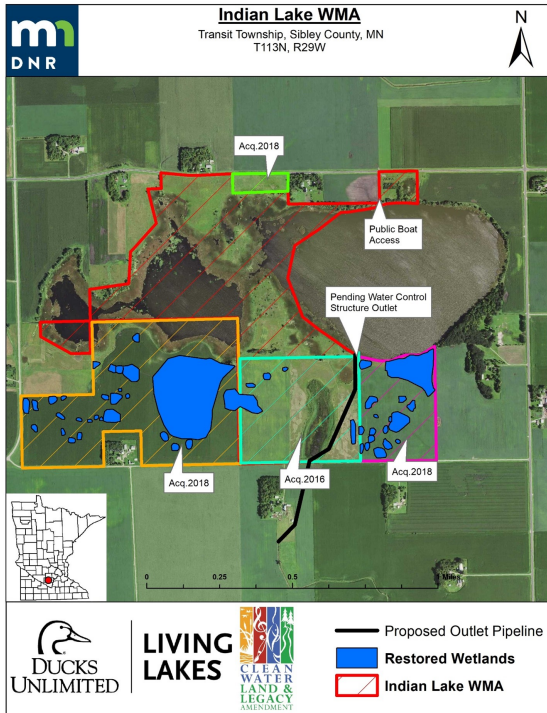 mn
DNR
Indian Lake WMA
Transit Township, Sibley County, MN
T113N, R29W
N
Acq.2018
Public Boat
Access
Pending Water Control
Structure Outlet
Acq.2018
Acq.2016
Acq.2018
0
0.25
0.5
1 Miles
DUCKS
UNLIMITED
LIVING
LAKES
CLEAN
WATER
LAND &
LEGACY
AMENDMENT
Proposed Outlet Pipeline
Restored Wetlands
Indian Lake WMA